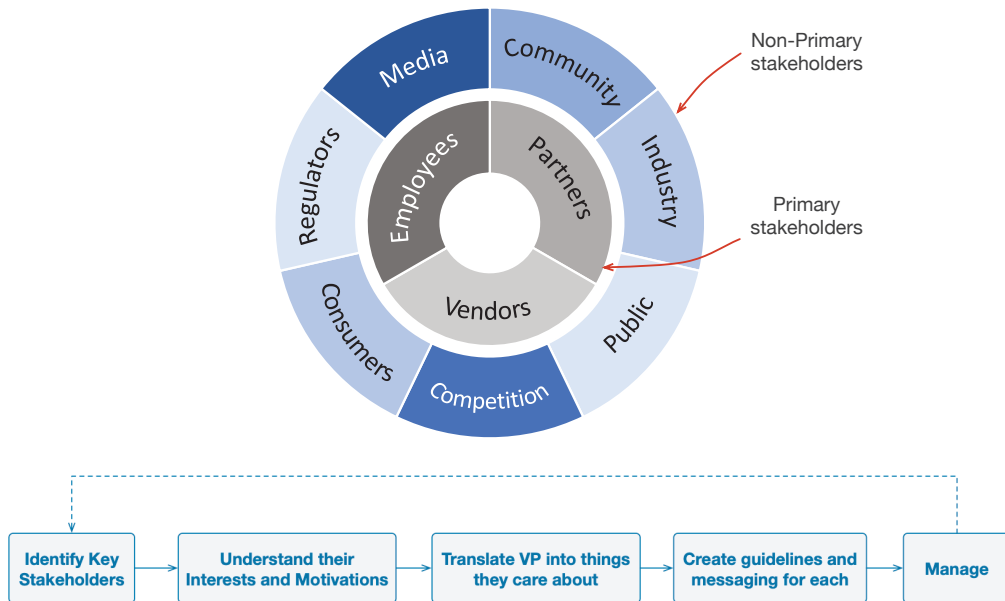 Media
Community
Non-Primary
stakeholders
Regulators
Employees
Partners
Industry
Primary
stakeholders
Vendors
Consumers
Public
Competition
Identify Key
Stakeholders
Understand their
Interests and Motivations
Translate VP into things
they care about
Create guidelines and
messaging for each
Manage